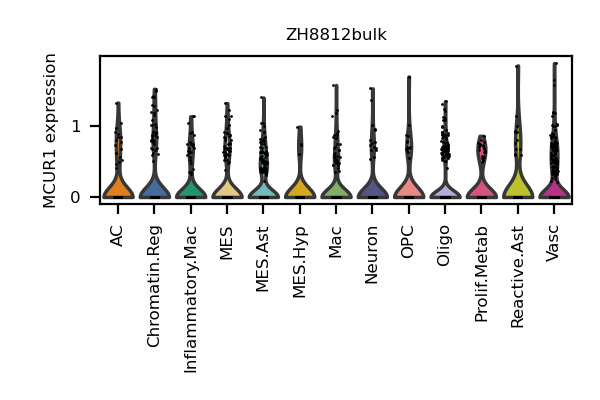 ZH8812bulk
MCUR1 expression
1
0
AC
Chromatin.Reg
Inflammatory.Mac
MES
MES.Ast
MES.Hyp
Mac
Neuron
OPC
Oligo
Prolif.Metab
Reactive.Ast
Vasc